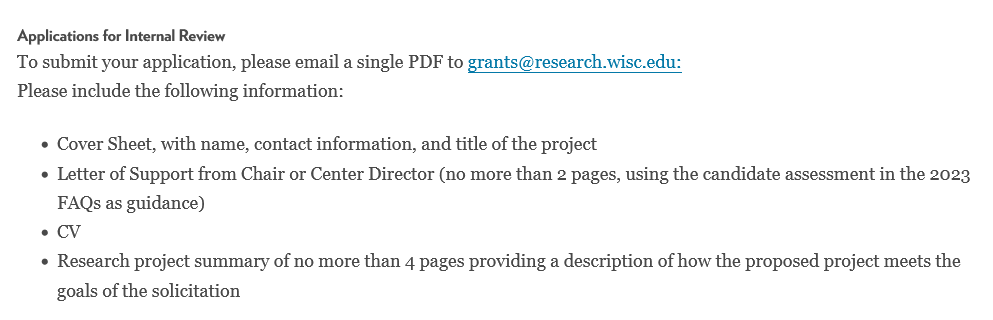 Applications for Internal Review
To submit your application, please email a single PDF to grants@research.wisc.edu:
Please include the following information:
• Cover Sheet, with name, contact information, and title of the project
• Letter of Support from Chair or Center Director (no more than 2 pages, using the candidate assessment in the 2023
FAQs as guidance)
• CV
• Research project summary of no more than 4 pages providing a description of how the proposed project meets the
goals of the solicitation